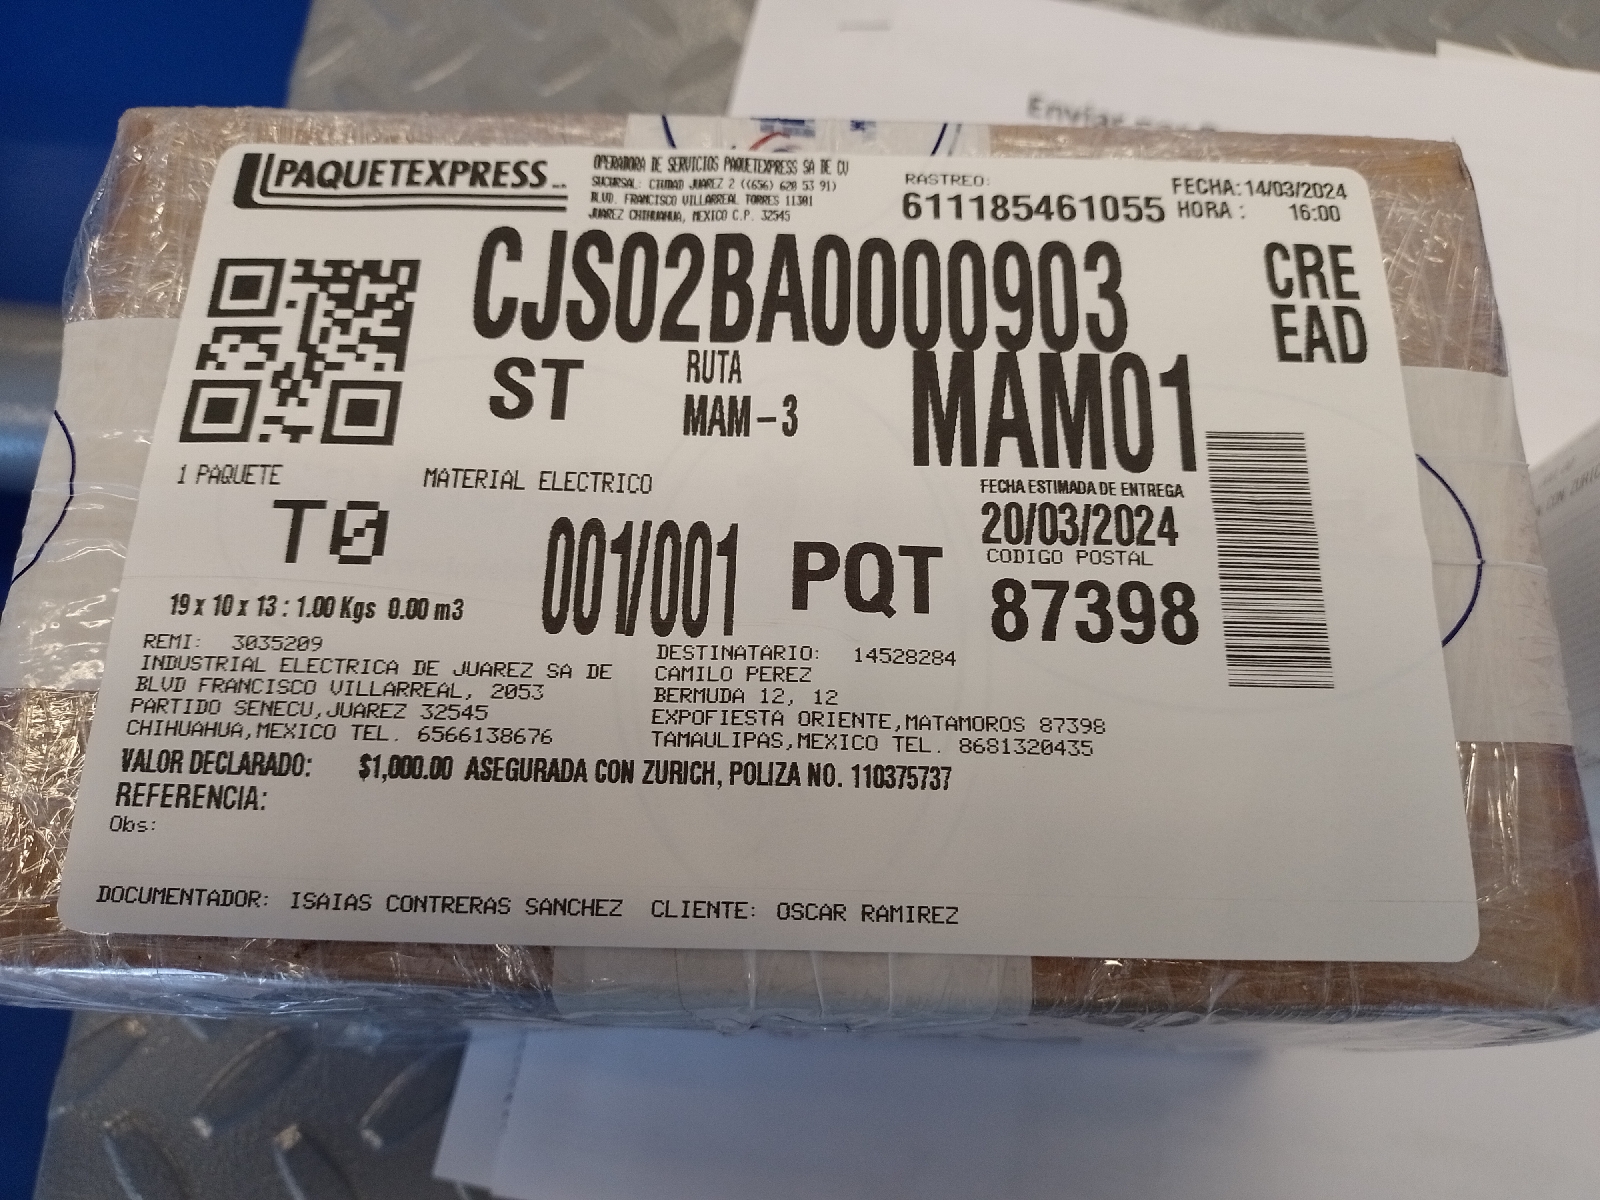 Enviar
PAQUETEXPRESS
OPERADORA DE SERVICIOS PAQUETEXPRESS SA DE CV
SUCURSAL: CIUDAD JUAREZ 2 ((656) 620 53 91)
BLVD. FRANCISCO VILLARREAL TORRES 11301
JUAREZ CHIHUAHUA, MEXICO C.P. 32545
RASTREO:
611185461055
FECHA:14/03/2024
HORA : 16:00
CJS02BA0000903
CRE
EAD
ST
RUTA
MAM-3
MAM01
1 PAQUETE
MATERIAL ELECTRICO
FECHA ESTIMADA DE ENTREGA
20/03/2024
T0
001/001
PQT
CODIGO POSTAL
87398
19 x 10 x 13 : 1.00 Kgs 0.00 m3
REMI: 3035209
INDUSTRIAL ELECTRICA DE JUAREZ SA DE
BLVD FRANCISCO VILLARREAL, 2053
PARTIDO SENECU,JUAREZ 32545
CHIHUAHUA,MEXICO TEL. 6566138676
DESTINATARIO: 14528284
CAMILO PEREZ
BERMUDA 12, 12
EXPOFIESTA ORIENTE,MATAMOROS 87398
TAMAULIPAS,MEXICO TEL. 8681320435
VALOR DECLARADO: $1,000.00 ASEGURADA CON ZURICH, POLIZA NO. 110375737
REFERENCIA:
Obs:
DOCUMENTADOR: ISAIAS CONTRERAS SANCHEZ CLIENTE: OSCAR RAMIREZ